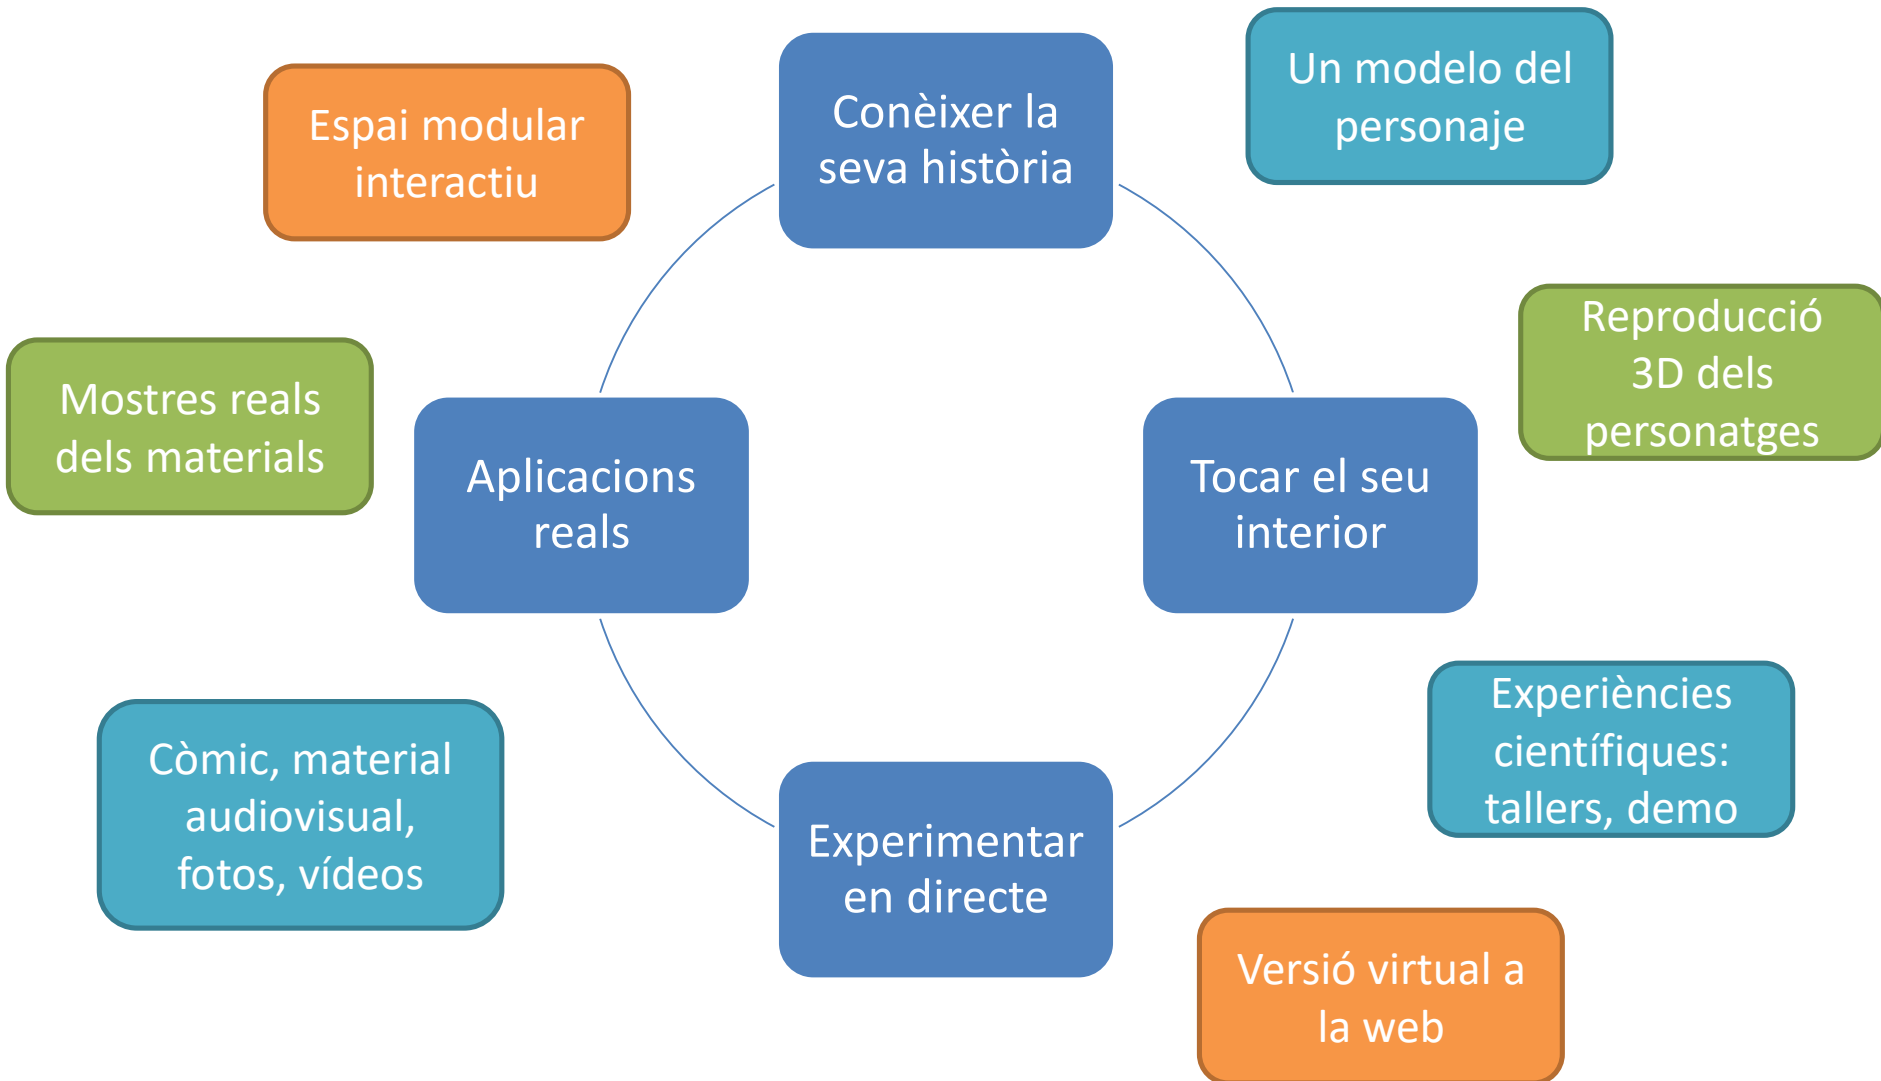 Conèixer la
seva història
Un modelo del
personaje
Espai modular
interactiu
Reproducció
3D dels
personatges
Mostres reals
dels materials
Aplicacions
reals
Tocar el seu
interior
Experiències
científiques:
tallers, demo
Còmic, material
audiovisual,
fotos, vídeos
Experimentar
en directe
Versió virtual a
la web